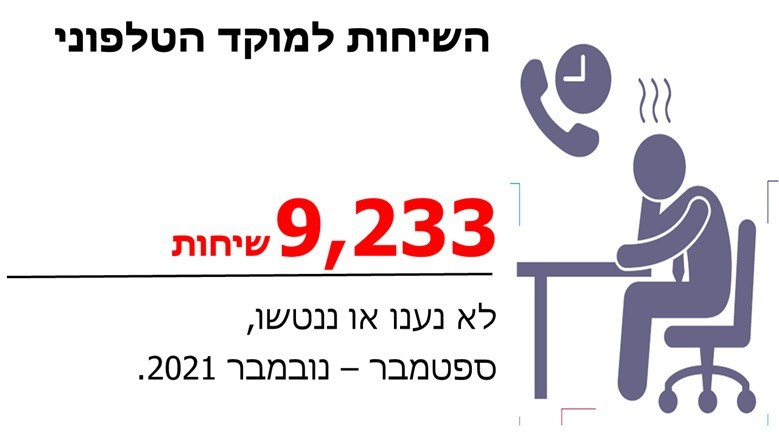 השיחות למוקד הטלפוני
9,233 שיחות
לא נענו או ננטשו,
ספטמבר – נובמבר 2021.